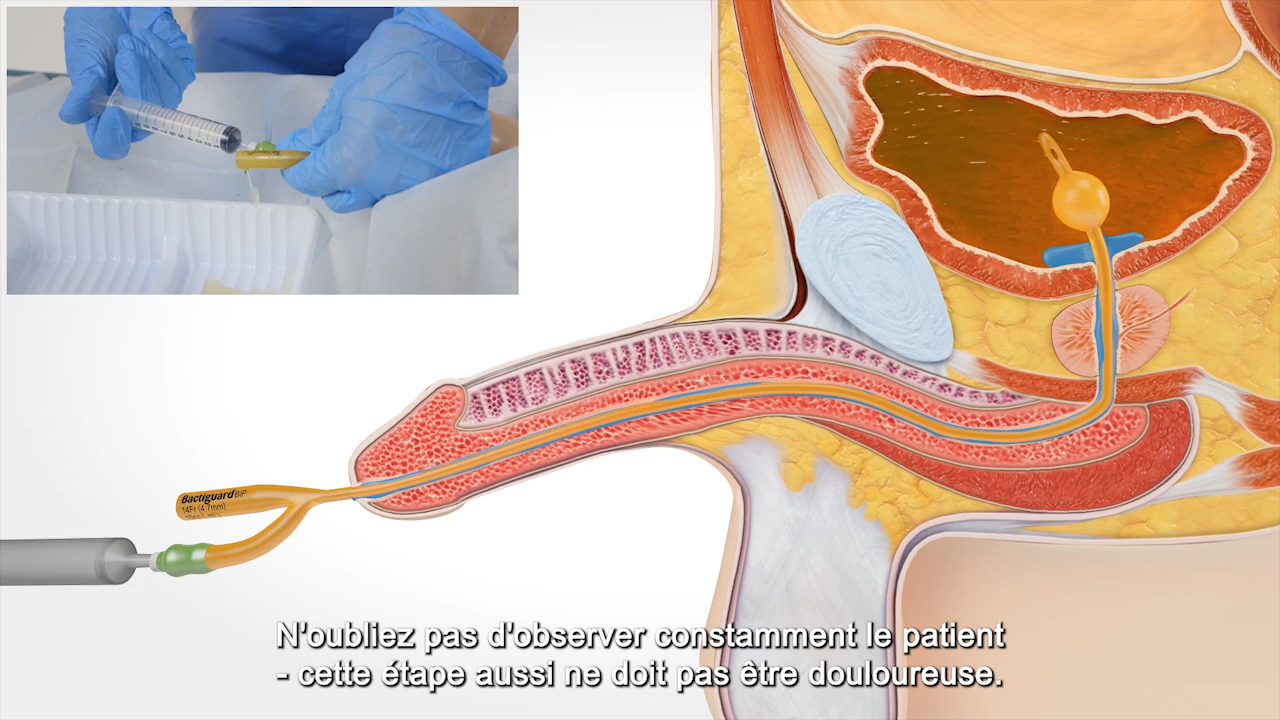 Bactiguard BIP
14Fr (4.7mm)
N'oubliez pas d'observer constamment le patient
- cette étape aussi ne doit pas être douloureuse.